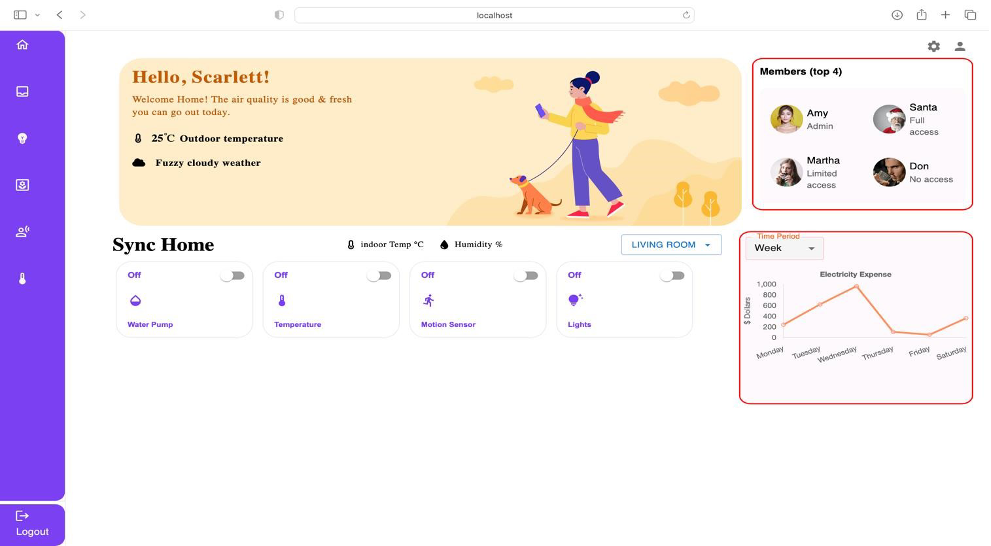 localhost
Hello, Scarlett!
Welcome Home! The air quality is good & fresh
you can go out today.
25°C Outdoor temperature
Fuzzy cloudy weather
Members (top 4)
Amy
Admin
Santa
Full
access
Martha
Limited
access
Don
No access
Sync Home
indoor Temp °C
Humidity %
LIVING ROOM
Off
Water Pump
Off
Temperature
Off
Motion Sensor
Off
Lights
Time Period
Week
Electricity Expense
$ Dollars
1,000
800
600
400
200
0
Monday
Tuesday
Wednesday
Thursday
Friday
Saturday
Logout